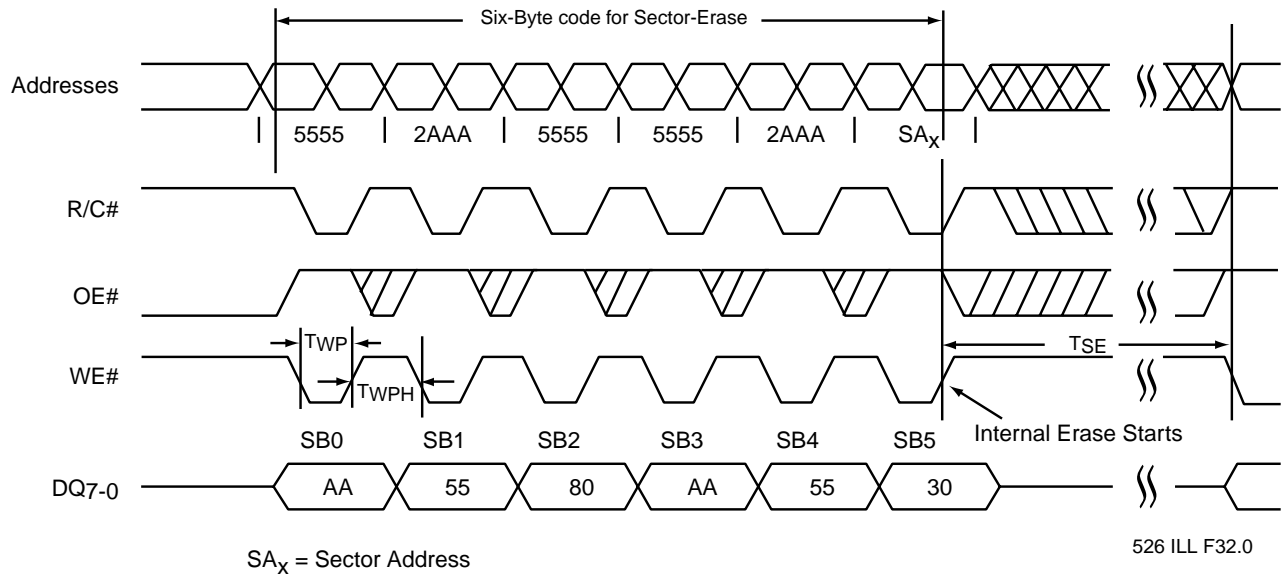 Six-Byte code for Sector-Erase
Addresses
5555 2AAA 5555 5555 2AAA SAX
R/C#
OE#
TWP
TSE
WE#
TWPH
Internal Erase Starts
SB0 SB1 SB2 SB3 SB4 SB5
DQ7-0
AA 55 80 AA 55 30
526 ILL F32.0
SAX = Sector Address